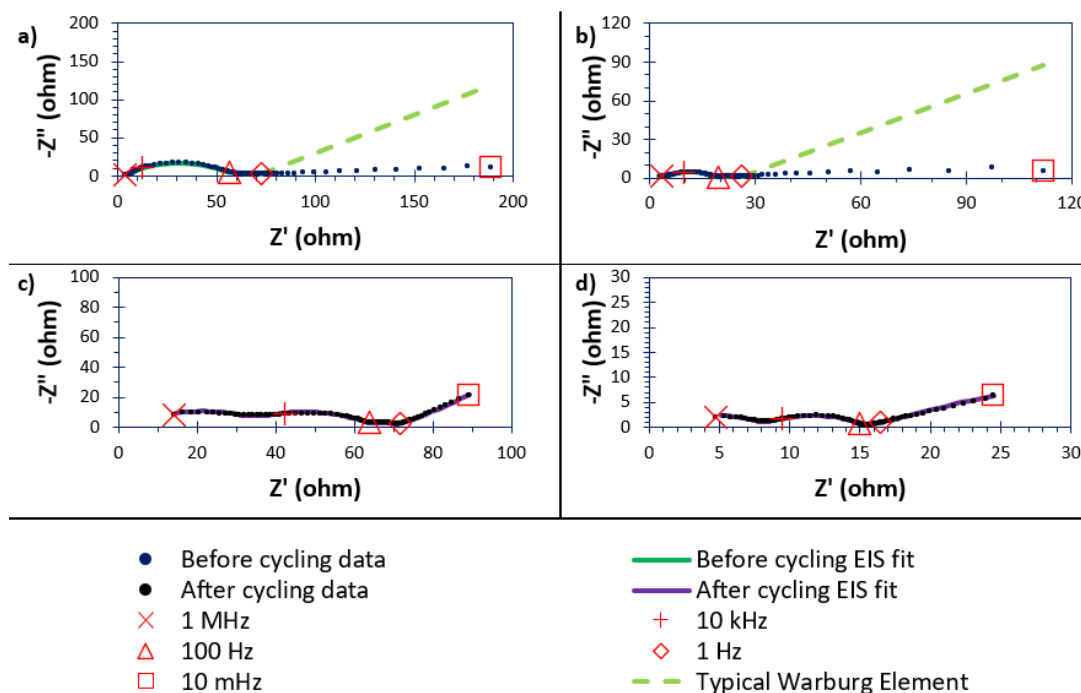 a)
-Z" (ohm)
200
150
100
50
0
0 50 100 150 200
Z' (ohm)
b)
-Z" (ohm)
120
90
60
30
0
0 30 60 90 120
Z' (ohm)
c)
-Z" (ohm)
100
80
60
40
20
0
0 20 40 60 80 100
Z' (ohm)
d)
-Z" (ohm)
30
25
20
15
10
5
0
0 5 10 15 20 25 30
Z' (ohm)
Before cycling data
Before cycling EIS fit
After cycling data
After cycling EIS fit
1 MHz
10 kHz
100 Hz
1 Hz
10 mHz
Typical Warburg Element